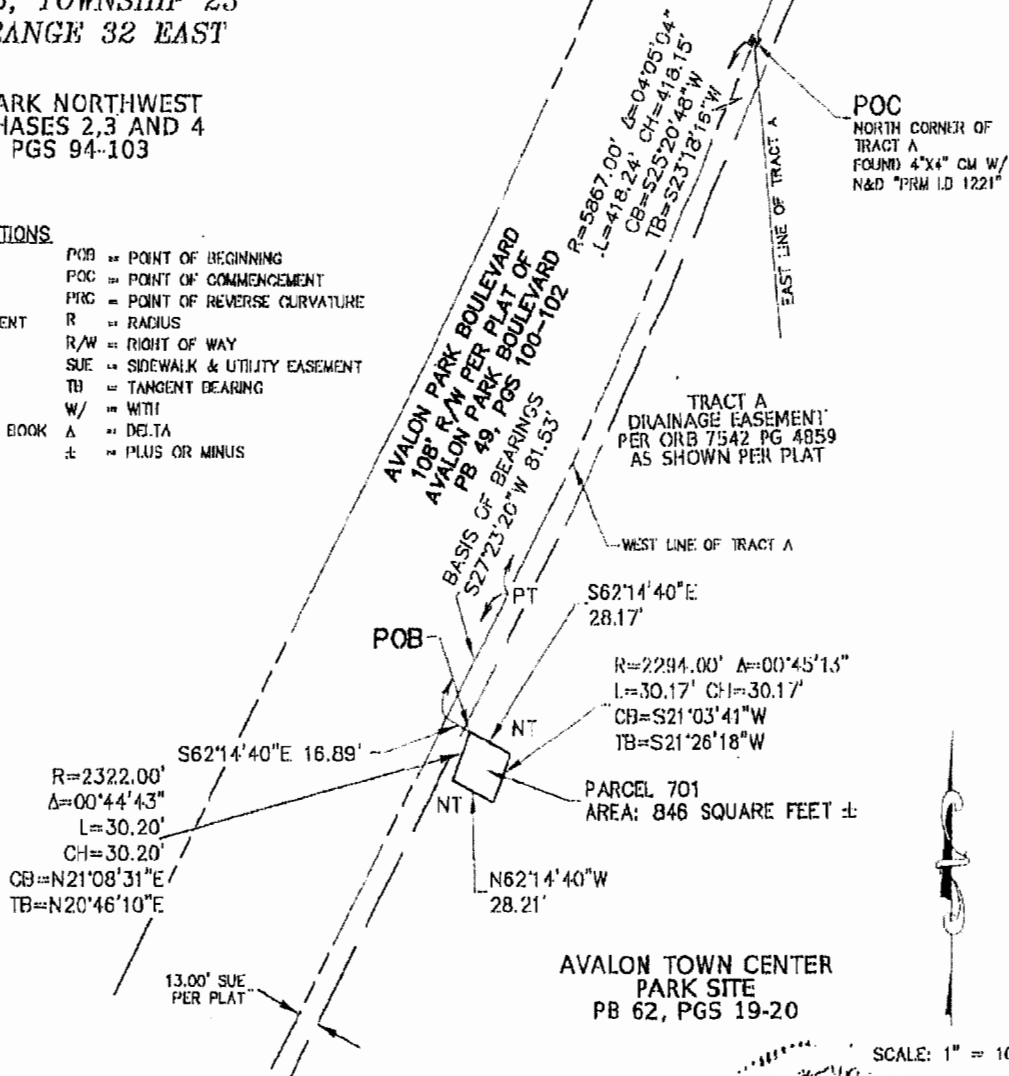 TOWNSHIP 23
RANGE 32 EAST
PARK NORTHWEST
PHASES 2,3 AND 4
PGS 94-103
POB = POINT OF BEGINNING
POC = POINT OF COMMENCEMENT
PRC = POINT OF REVERSE CURVATURE
R = RADIUS
R/W = RIGHT OF WAY
SUE = SIDEWALK & UTILITY EASEMENT
TB = TANGENT BEARING
W/ = WITH
BOOK Δ = DELTA
± = PLUS OR MINUS
R=5867.00' Δ=04°05'04"
L=418.24' CH=418.15'
CB=S25°20'48"W
TB=S23°18'16"W
POC
NORTH CORNER OF
TRACT A
FOUND 4"X4" CM W/
N&D "PRM LD 1221"
EAST LINE OF TRACT A
AVALON PARK BOULEVARD
108' R/W PER PLAT OF
AVALON PARK BOULEVARD
PB 49, PGS 100-102
BASIS OF BEARINGS
S27°23'20"W 81.53'
TRACT A
DRAINAGE EASEMENT
PER ORB 7542 PG 4859
AS SHOWN PER PLAT
WEST LINE OF TRACT A
PT
S62°14'40"E
28.17'
POB
R=2294.00' Δ=00°45'13"
L=30.17' CH=30.17'
CB=S21°03'41"W
TB=S21°26'18"W
NT
S62°14'40"E 16.89'
R=2322.00'
Δ=00°44'43"
L=30.20'
CH=30.20'
CB=N21°08'31"E
TB=N20°46'10"E
NT
PARCEL 701
AREA: 846 SQUARE FEET ±
N62°14'40"W
28.21'
13.00' SUE
PER PLAT
AVALON TOWN CENTER
PARK SITE
PB 62, PGS 19-20
SCALE: 1" = 10